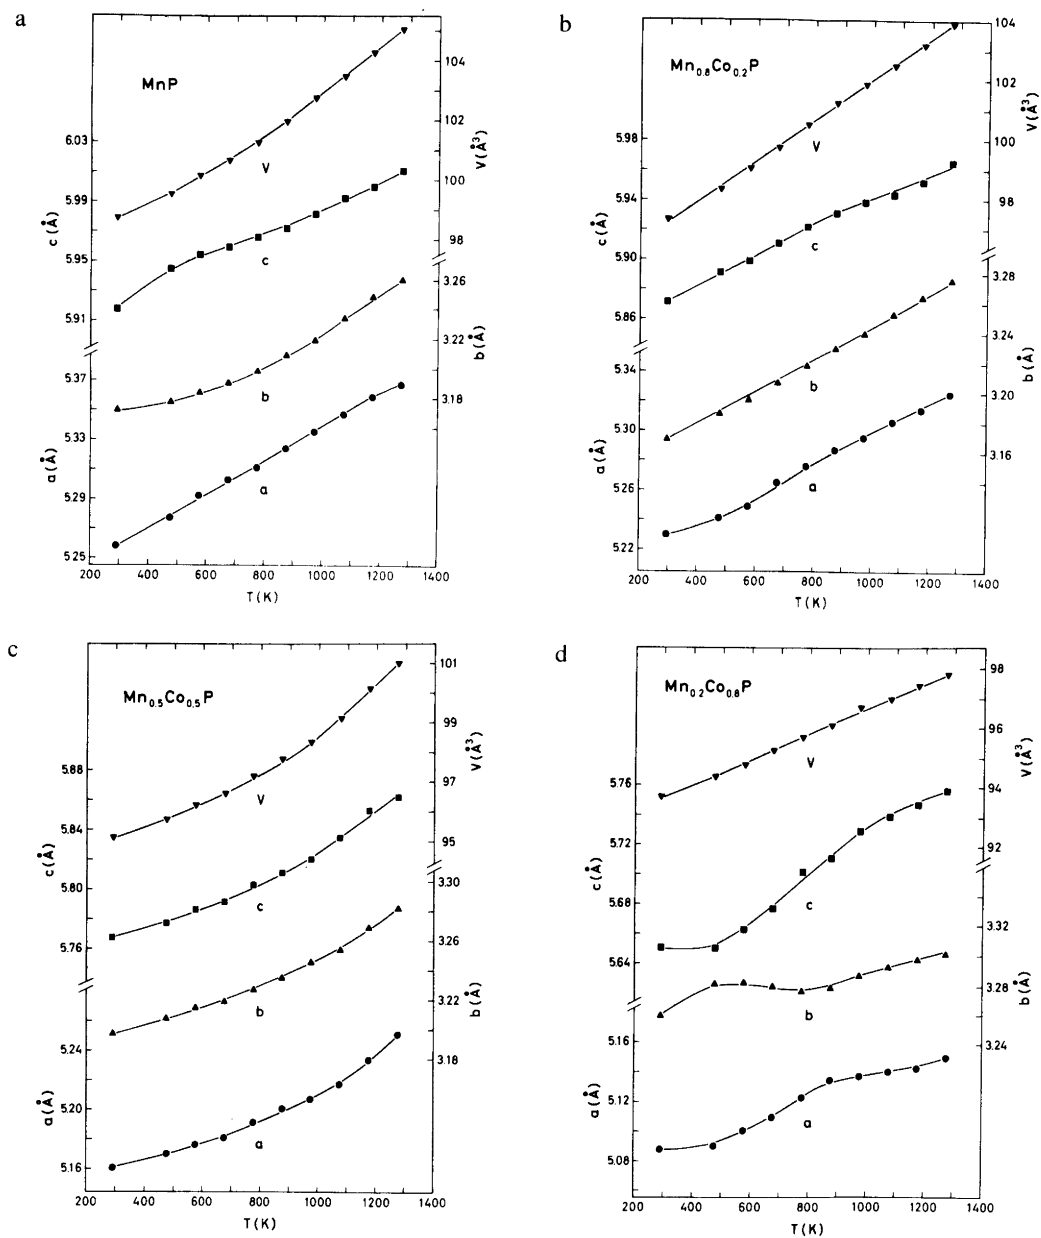 a
MnP
104
102
100
98
V(Å³)
6.03
5.99
5.95
5.91
c(Å)
V
c
3.26
3.22
3.18
b(Å)
5.37
5.33
5.29
5.25
a(Å)
b
a
200 400 600 800 1000 1200 1400
T(K)
b
Mn₀.₈Co₀.₂P
104
102
100
98
V(Å³)
5.98
5.94
5.90
5.86
c(Å)
V
c
3.28
3.24
3.20
3.16
b(Å)
5.34
5.30
5.26
5.22
a(Å)
b
a
200 400 600 800 1000 1200 1400
T(K)
c
Mn₀.₅Co₀.₅P
101
99
97
95
V(Å³)
5.88
5.84
5.80
5.76
c(Å)
V
c
3.30
3.26
3.22
3.18
b(Å)
5.24
5.20
5.16
a(Å)
b
a
200 400 600 800 1000 1200 1400
T(K)
d
Mn₀.₂Co₀.₈P
98
96
94
92
V(Å³)
5.76
5.72
5.68
5.64
c(Å)
V
c
3.32
3.28
3.24
b(Å)
5.16
5.12
5.08
a(Å)
b
a
200 400 600 800 1000 1200 1400
T(K)